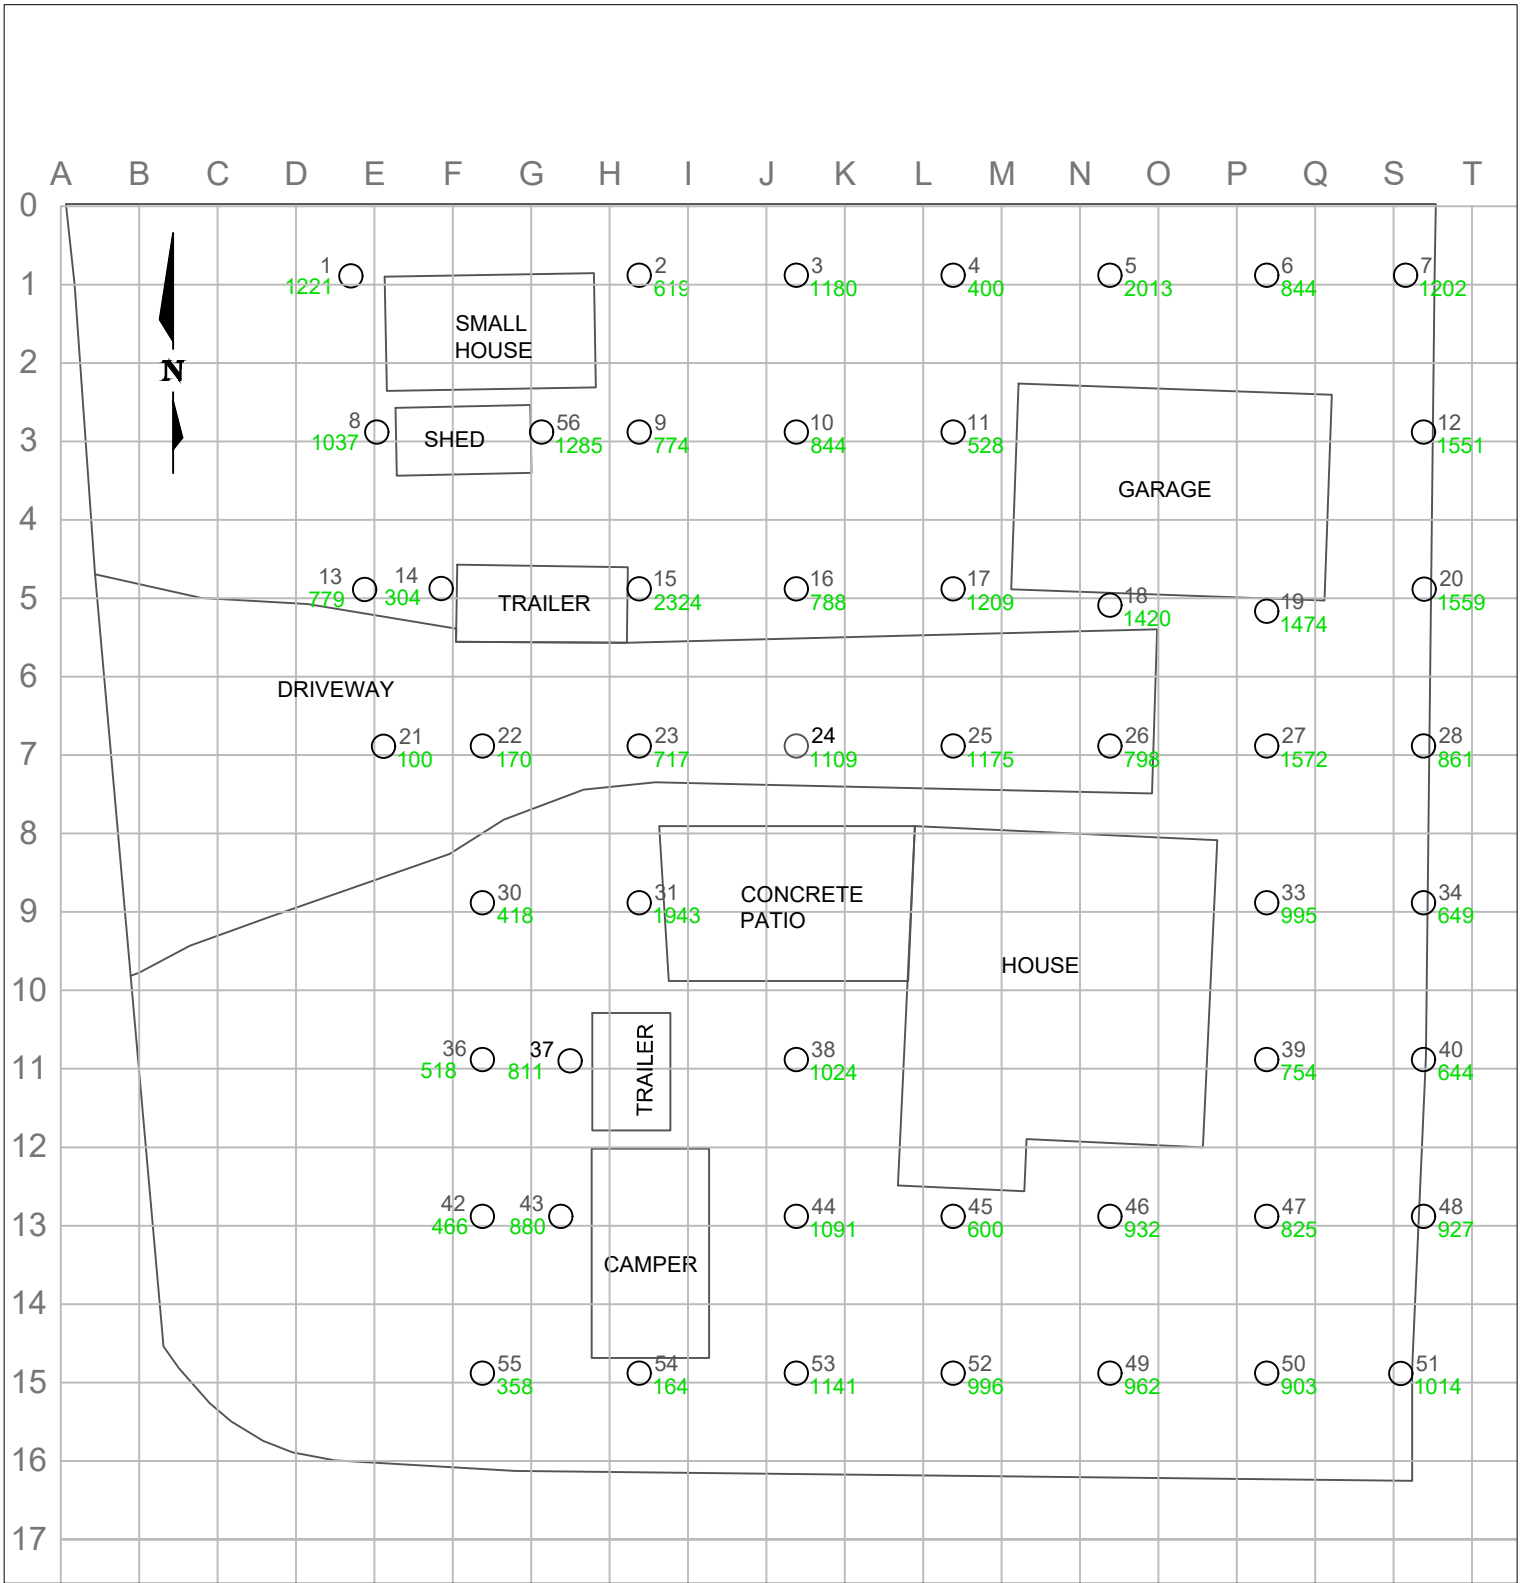 A B C D E F G H I J K L M N O P Q S T
0
1 2 3 4 5 6 7
1
1221 619 1180 400 2013 844 1202
SMALL
HOUSE
2
N
8 56 9 10 11 12
3
1037 SHED 1285 774 844 528 1551
GARAGE
4
13 14 15 16 17 18 19 20
5
779 304 TRAILER 2324 788 1209 1420 1474 1559
6
DRIVEWAY
21 22 23 24 25 26 27 28
7
100 170 717 1109 1175 798 1572 861
8
30 31 CONCRETE 33 34
9
418 1943 PATIO 995 649
HOUSE
10
36 37 TRAILER 38 39 40
11
518 811 1024 754 644
12
42 43 44 45 46 47 48
13
466 880 1091 600 932 825 927
CAMPER
14
55 54 53 52 49 50 51
15
358 164 1141 996 962 903 1014
16
17